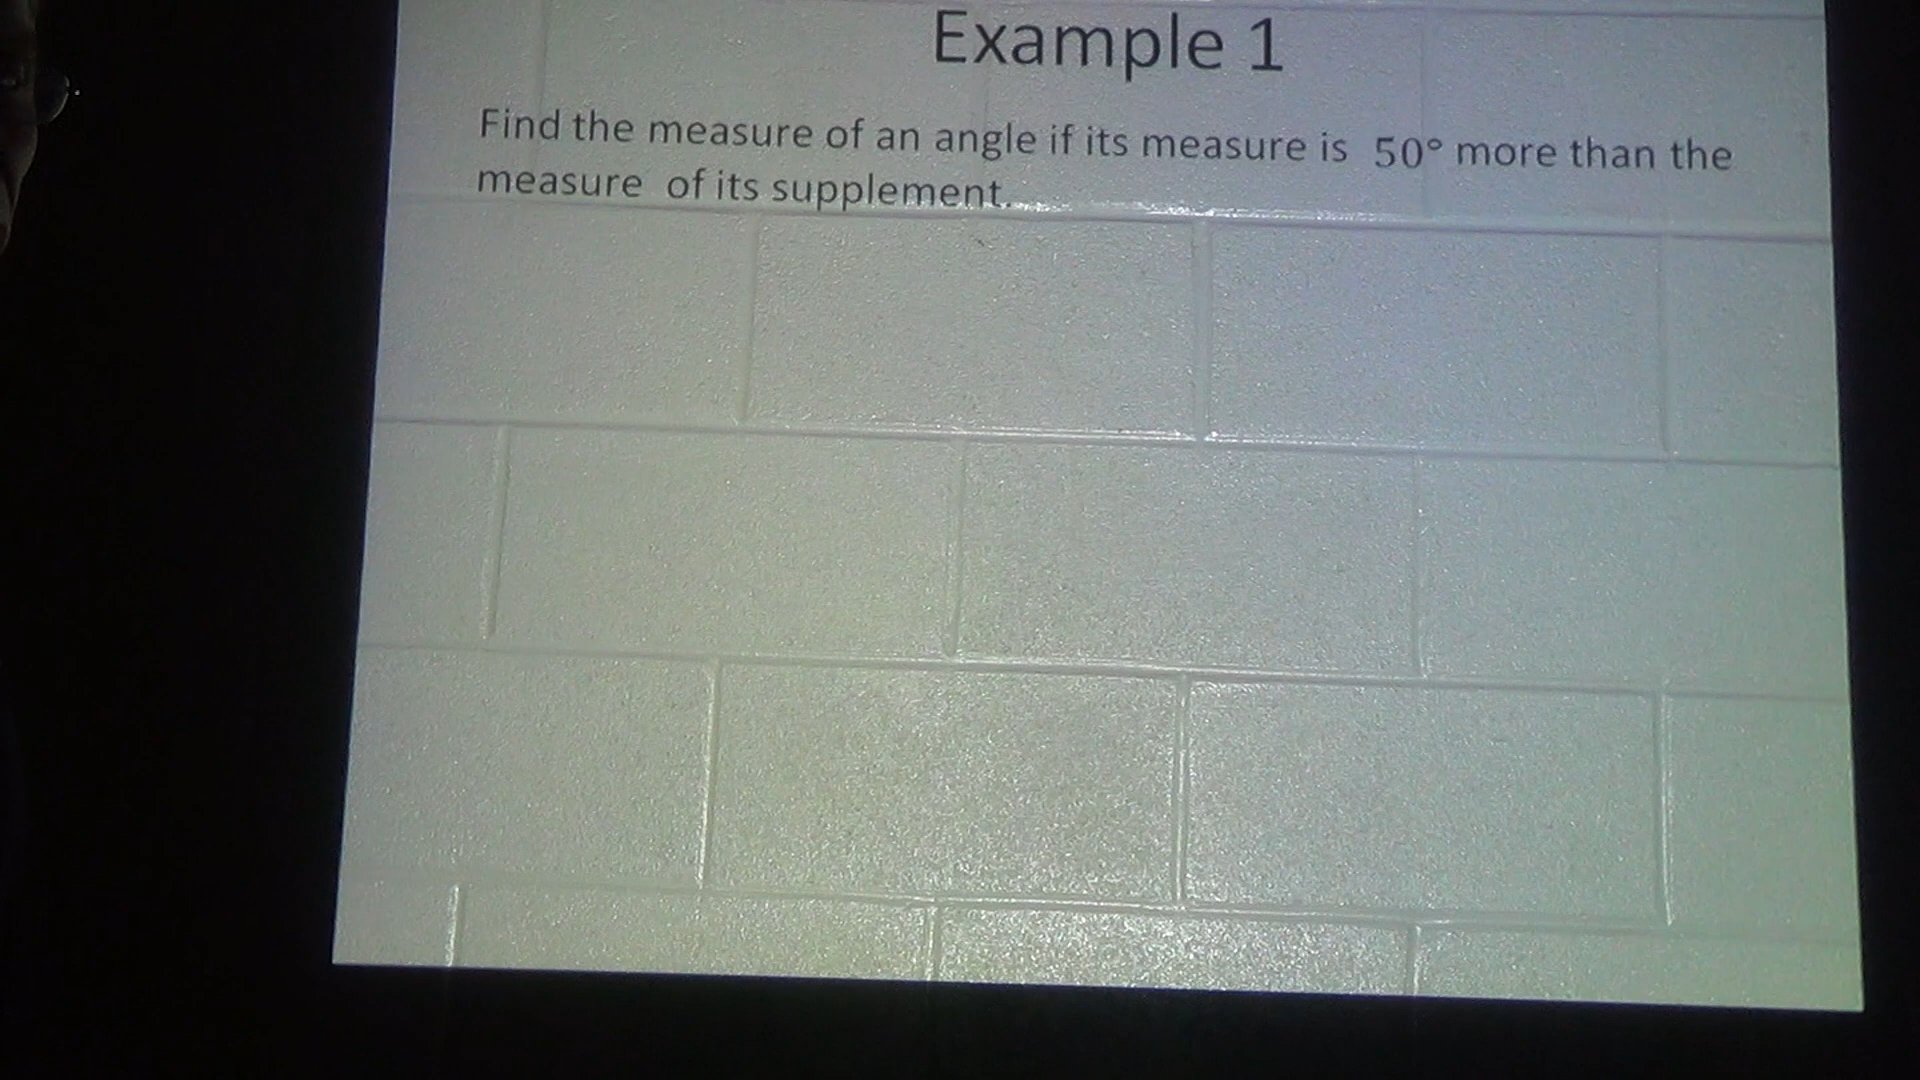 Example 1
Find the measure of an angle if its measure is 50° more than the
measure of its supplement.